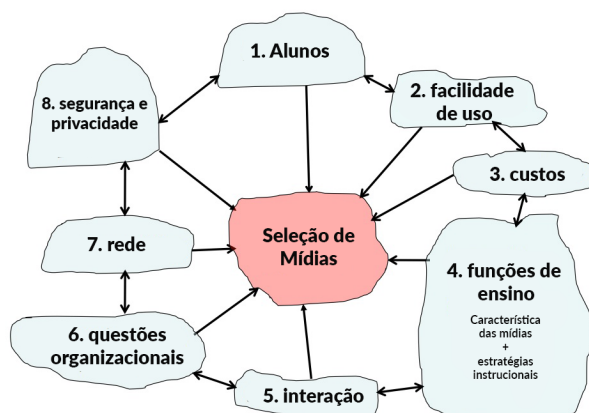 1. Alunos
2. facilidade
de uso
3. custos
4. funções de
ensino
Característica
das mídias
+
estratégias
instrucionais
5. interação
6. questões
organizacionais
7. rede
8. segurança e
privacidade
Seleção de
Mídias